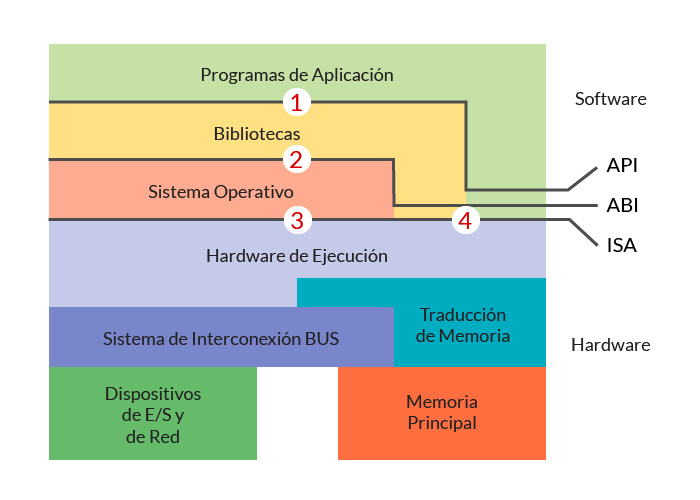 Programas de Aplicación
Software
1
Bibliotecas
2
API
Sistema Operativo
ABI
3
4
ISA
Hardware de Ejecución
Traducción
de Memoria
Sistema de Interconexión BUS
Hardware
Dispositivos
de E/S y
de Red
Memoria
Principal